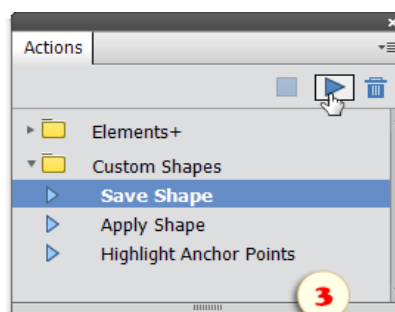 Actions
Elements+
Custom Shapes
Save Shape
Apply Shape
Highlight Anchor Points
3